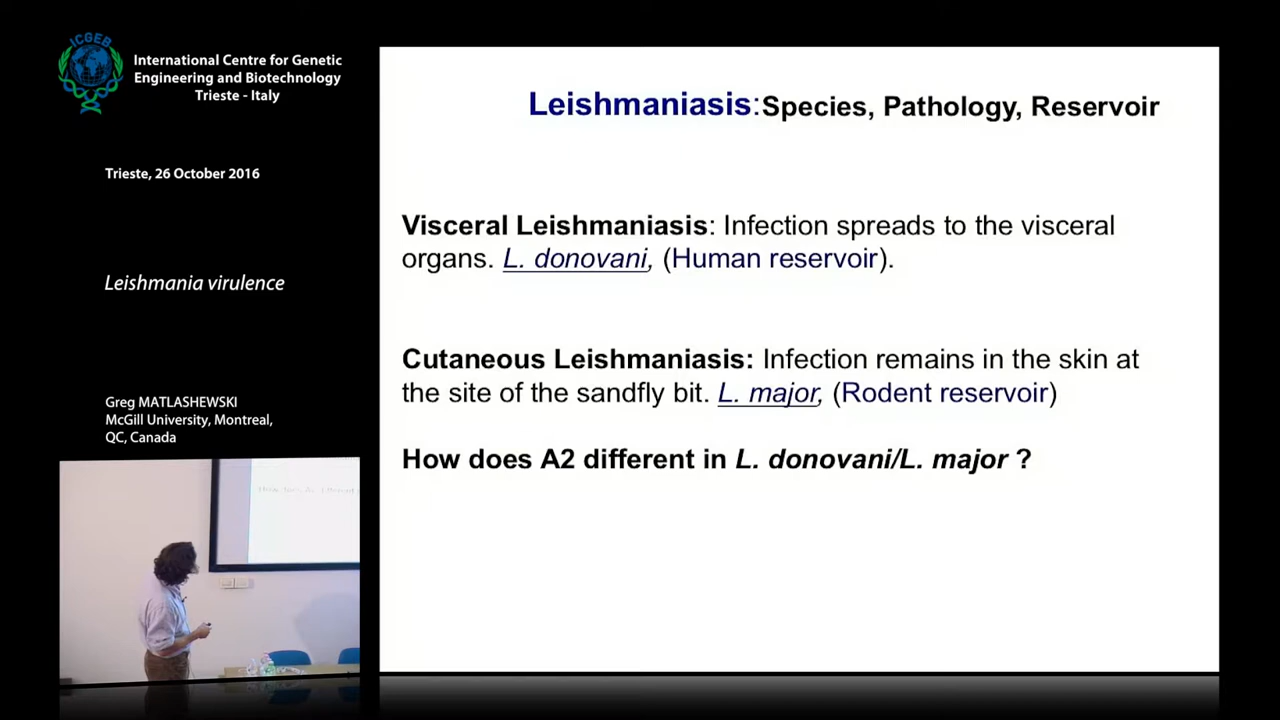 ICGEB
International Centre for Genetic
Engineering and Biotechnology
Trieste - Italy
Trieste, 26 October 2016
Leishmania virulence
Greg MATLASHEWSKI
McGill University, Montreal,
QC, Canada
Leishmaniasis:Species, Pathology, Reservoir
Visceral Leishmaniasis: Infection spreads to the visceral
organs. L. donovani, (Human reservoir).
Cutaneous Leishmaniasis: Infection remains in the skin at
the site of the sandfly bit. L. major, (Rodent reservoir)
How does A2 different in L. donovani/L. major ?